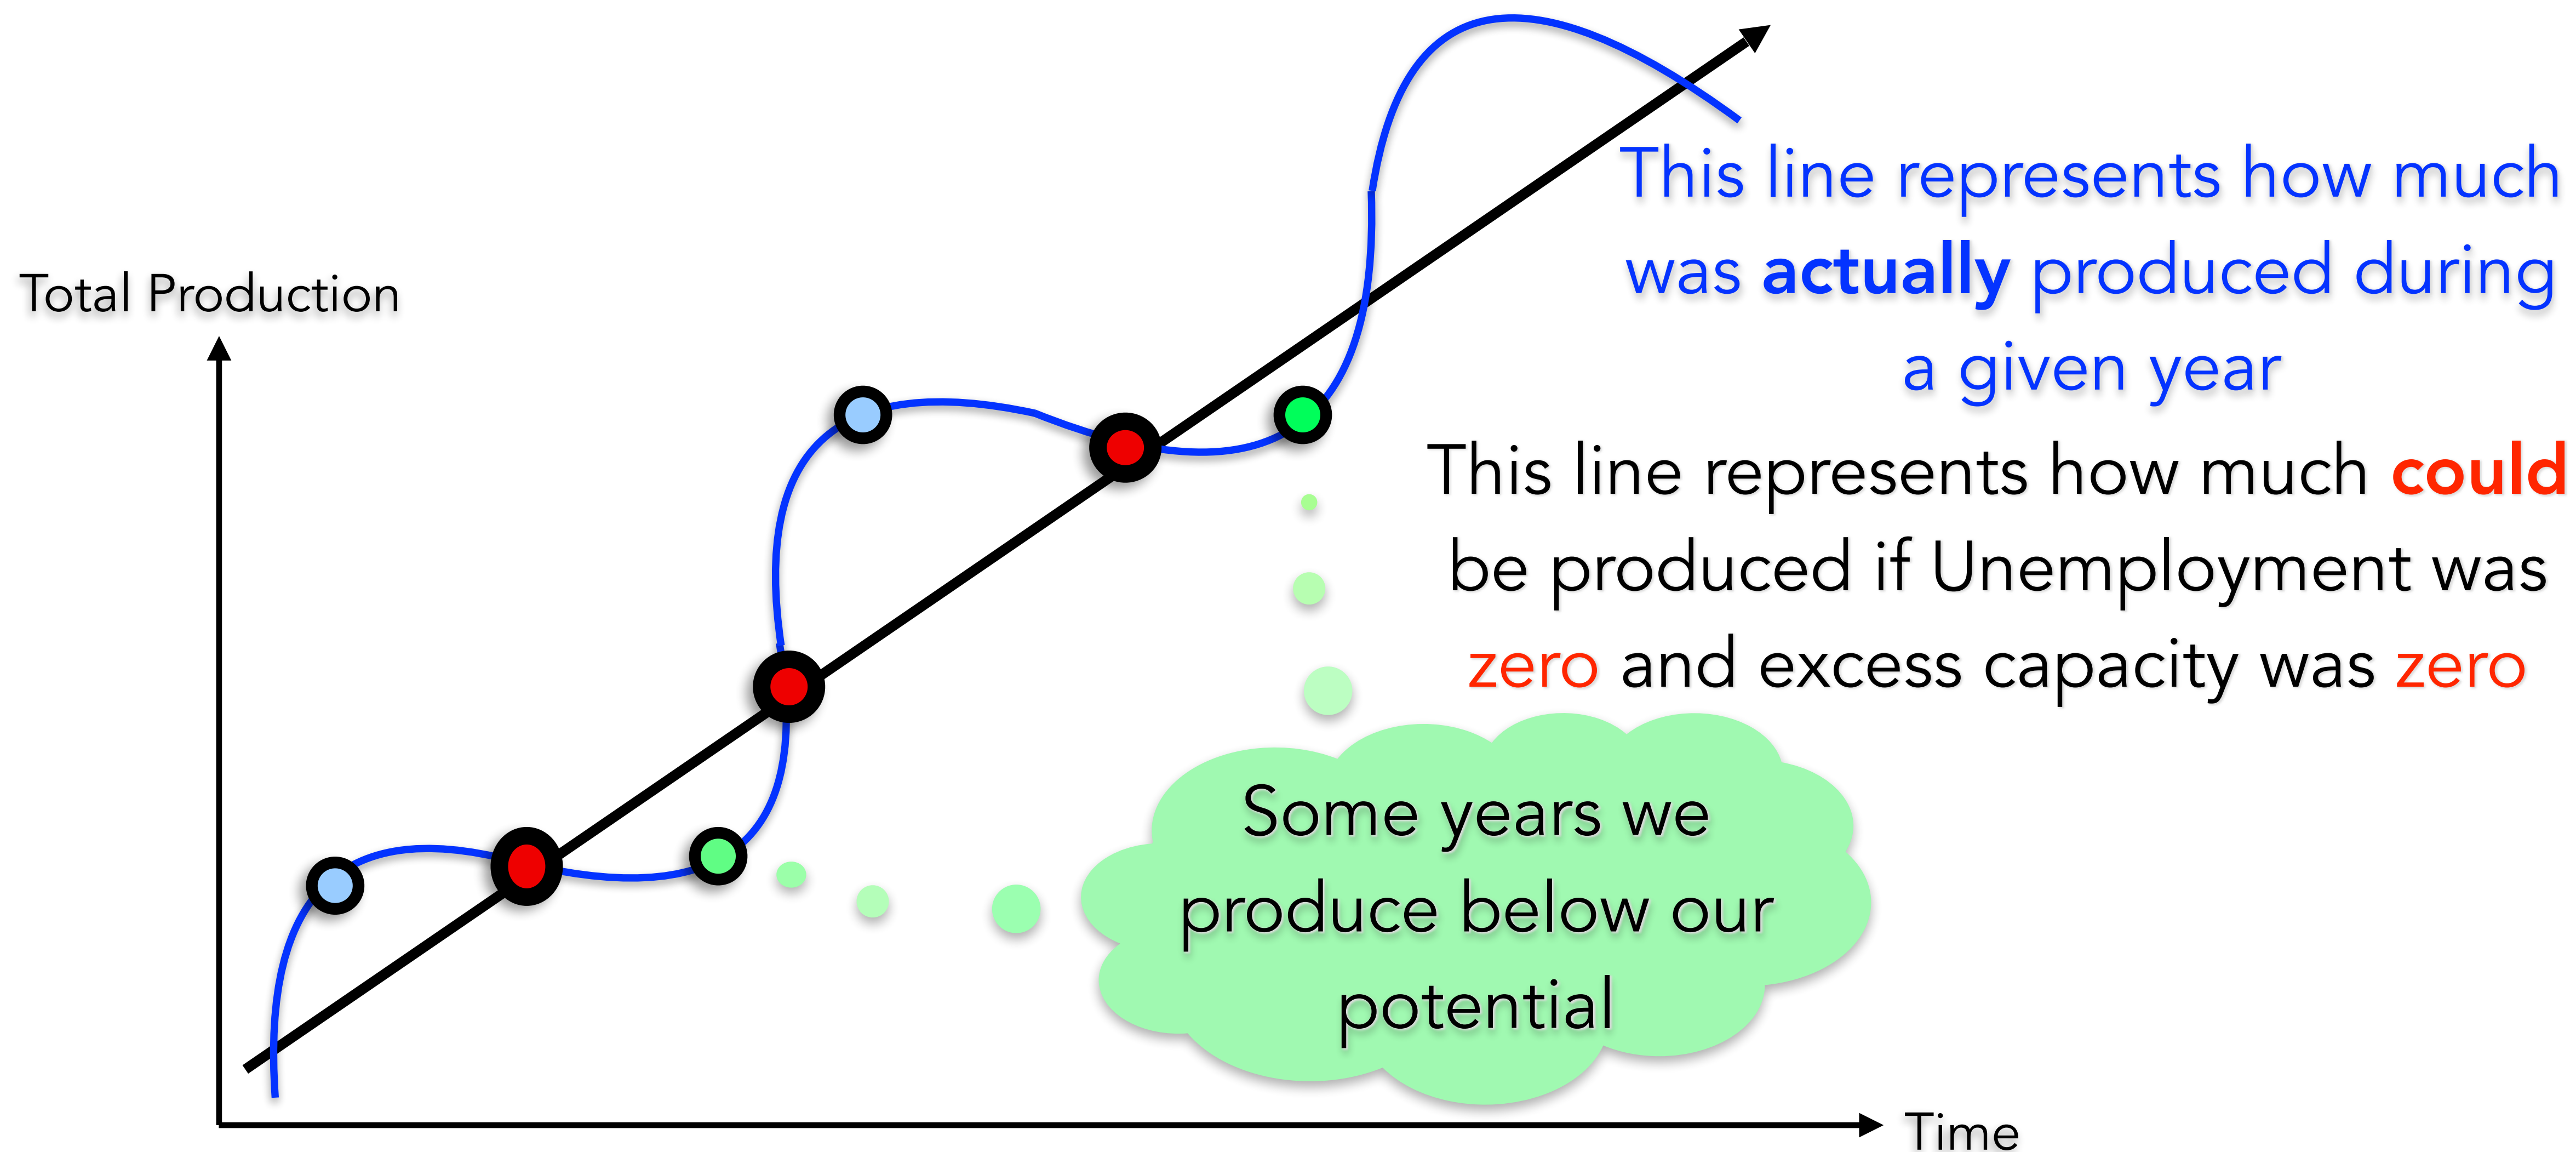 This line represents how much
was actually produced during
a given year
Total Production
This line represents how much could
be produced if Unemployment was
zero and excess capacity was zero
Some years we
produce below our
potential
Time